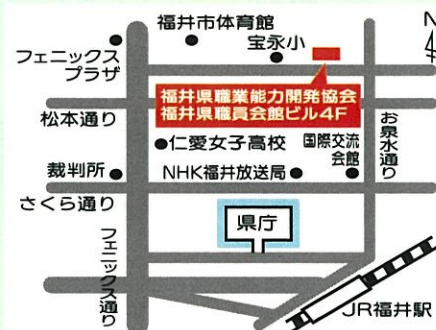 福井市体育館
宝永小
N
フェニックス
プラザ
福井県職業能力開発協会
福井県職員会館ビル4F
松本通り
仁愛女子高校
国際交流
会館
お泉水通り
裁判所
NHK福井放送局
さくら通り
県庁
フェニックス通り
JR福井駅